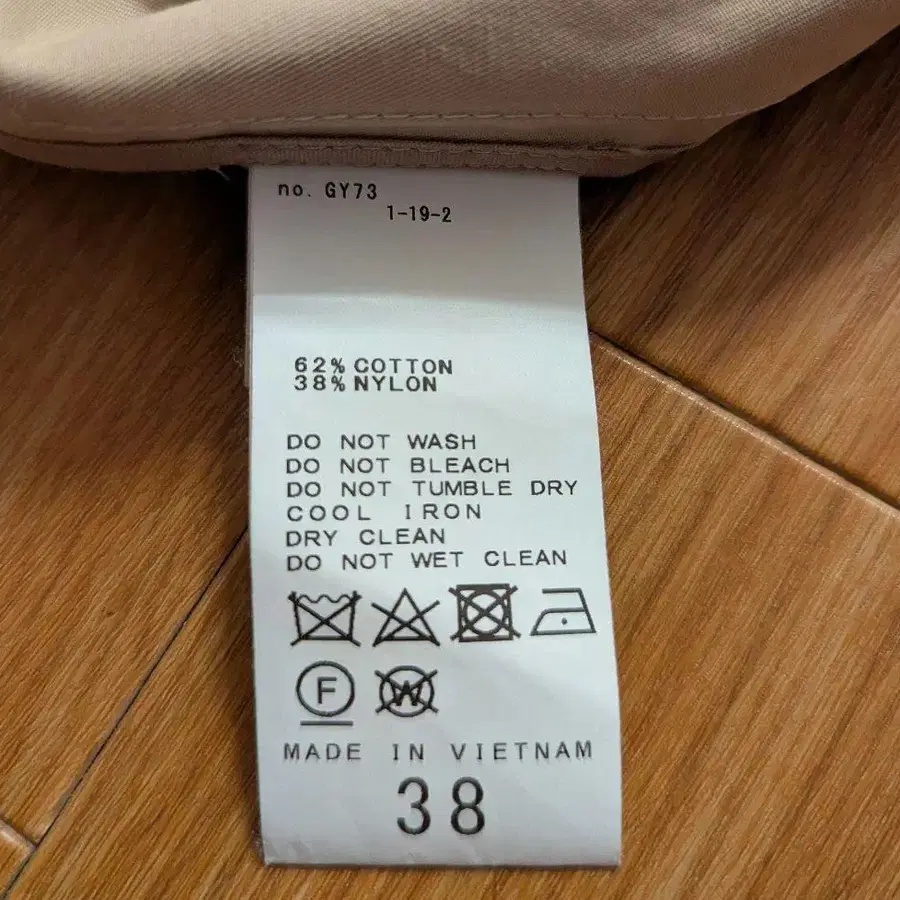 no. GY73
1-19-2
62% COTTON
38% NYLON
DO NOT WASH
DO NOT BLEACH
DO NOT TUMBLE DRY
COOL IRON
DRY CLEAN
DO NOT WET CLEAN
F W
MADE IN VIETNAM
38